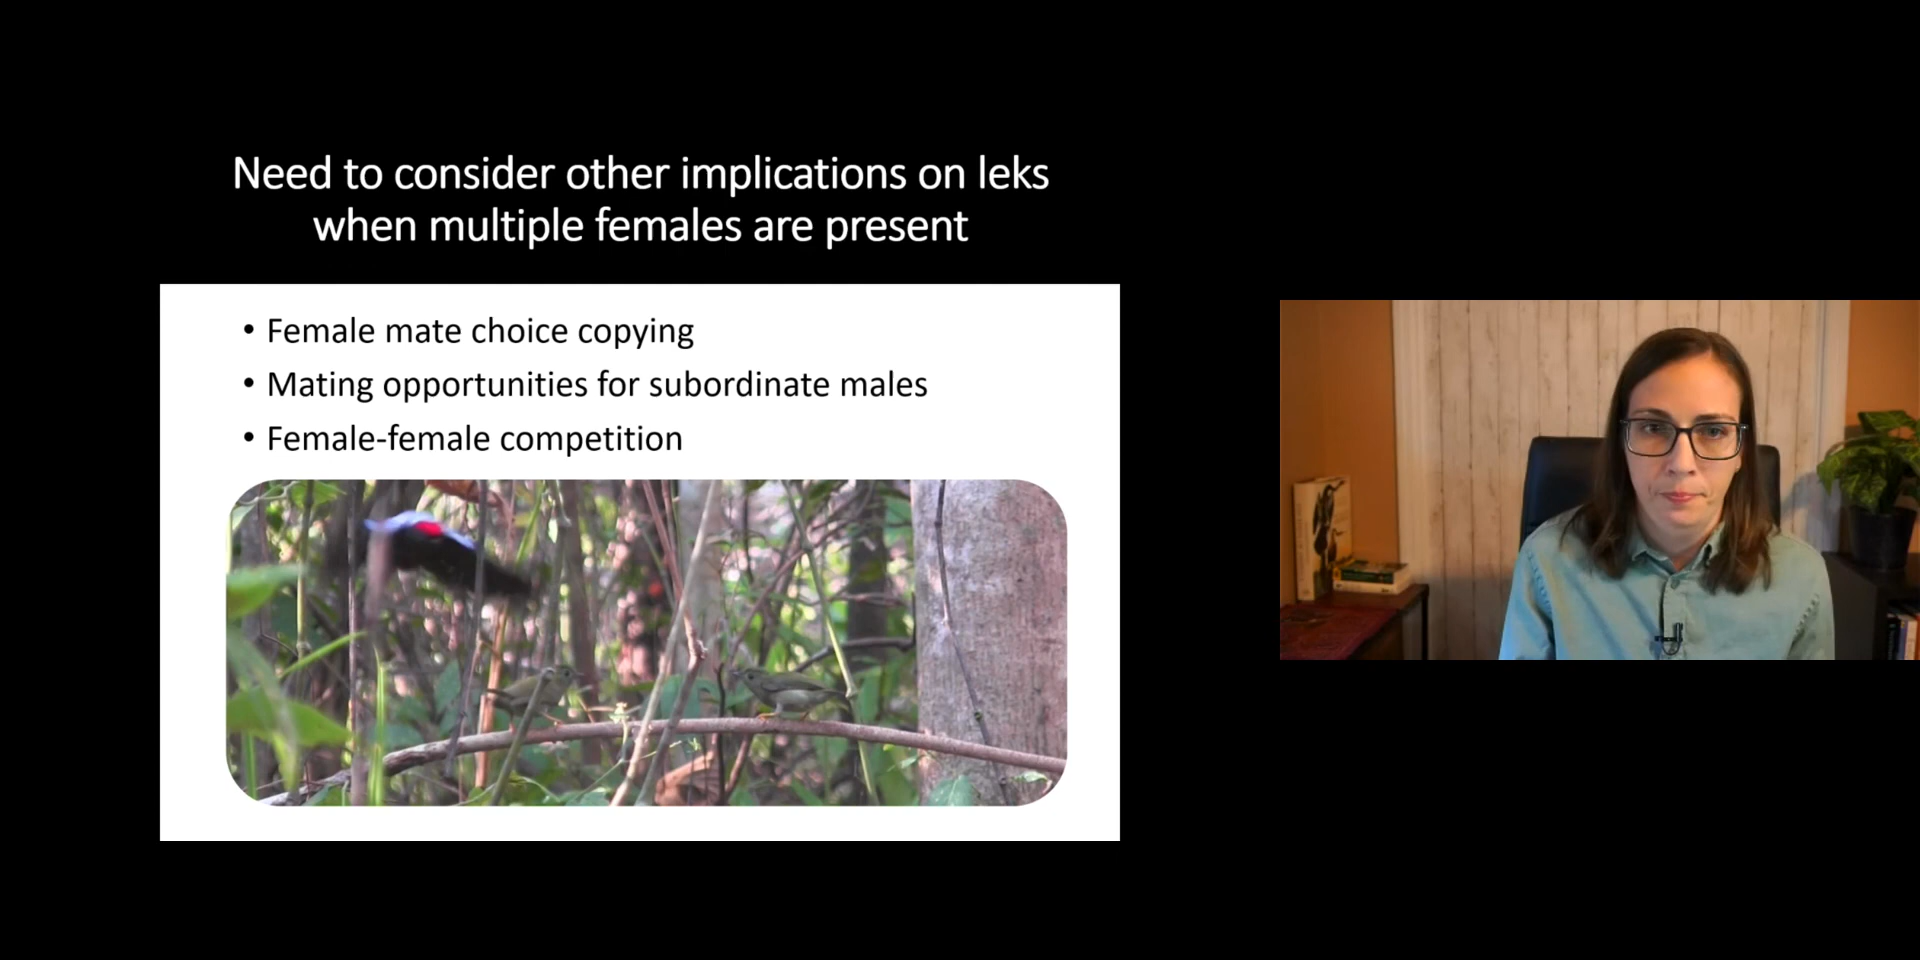 Need to consider other implications on leks
when multiple females are present
• Female mate choice copying
• Mating opportunities for subordinate males
• Female-female competition